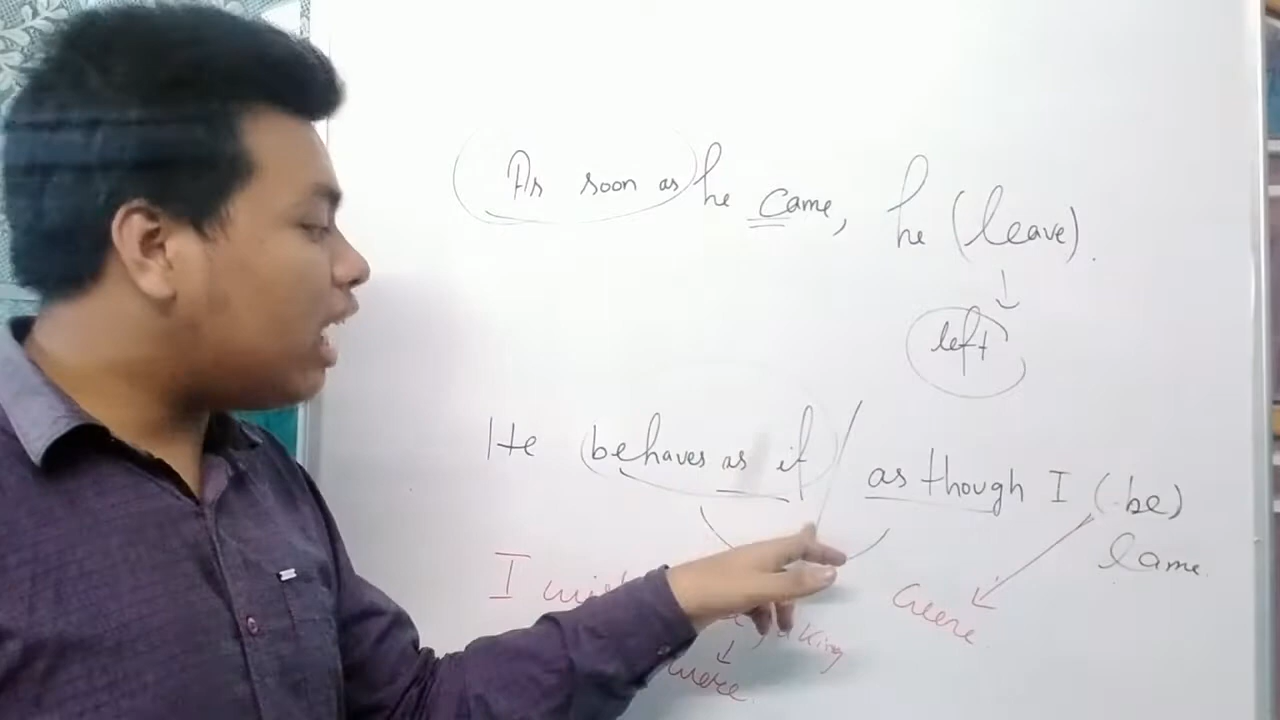 As soon as he came, he (leave).
left
He behaves as if / as though I (be)
lame.
I were
a king
were